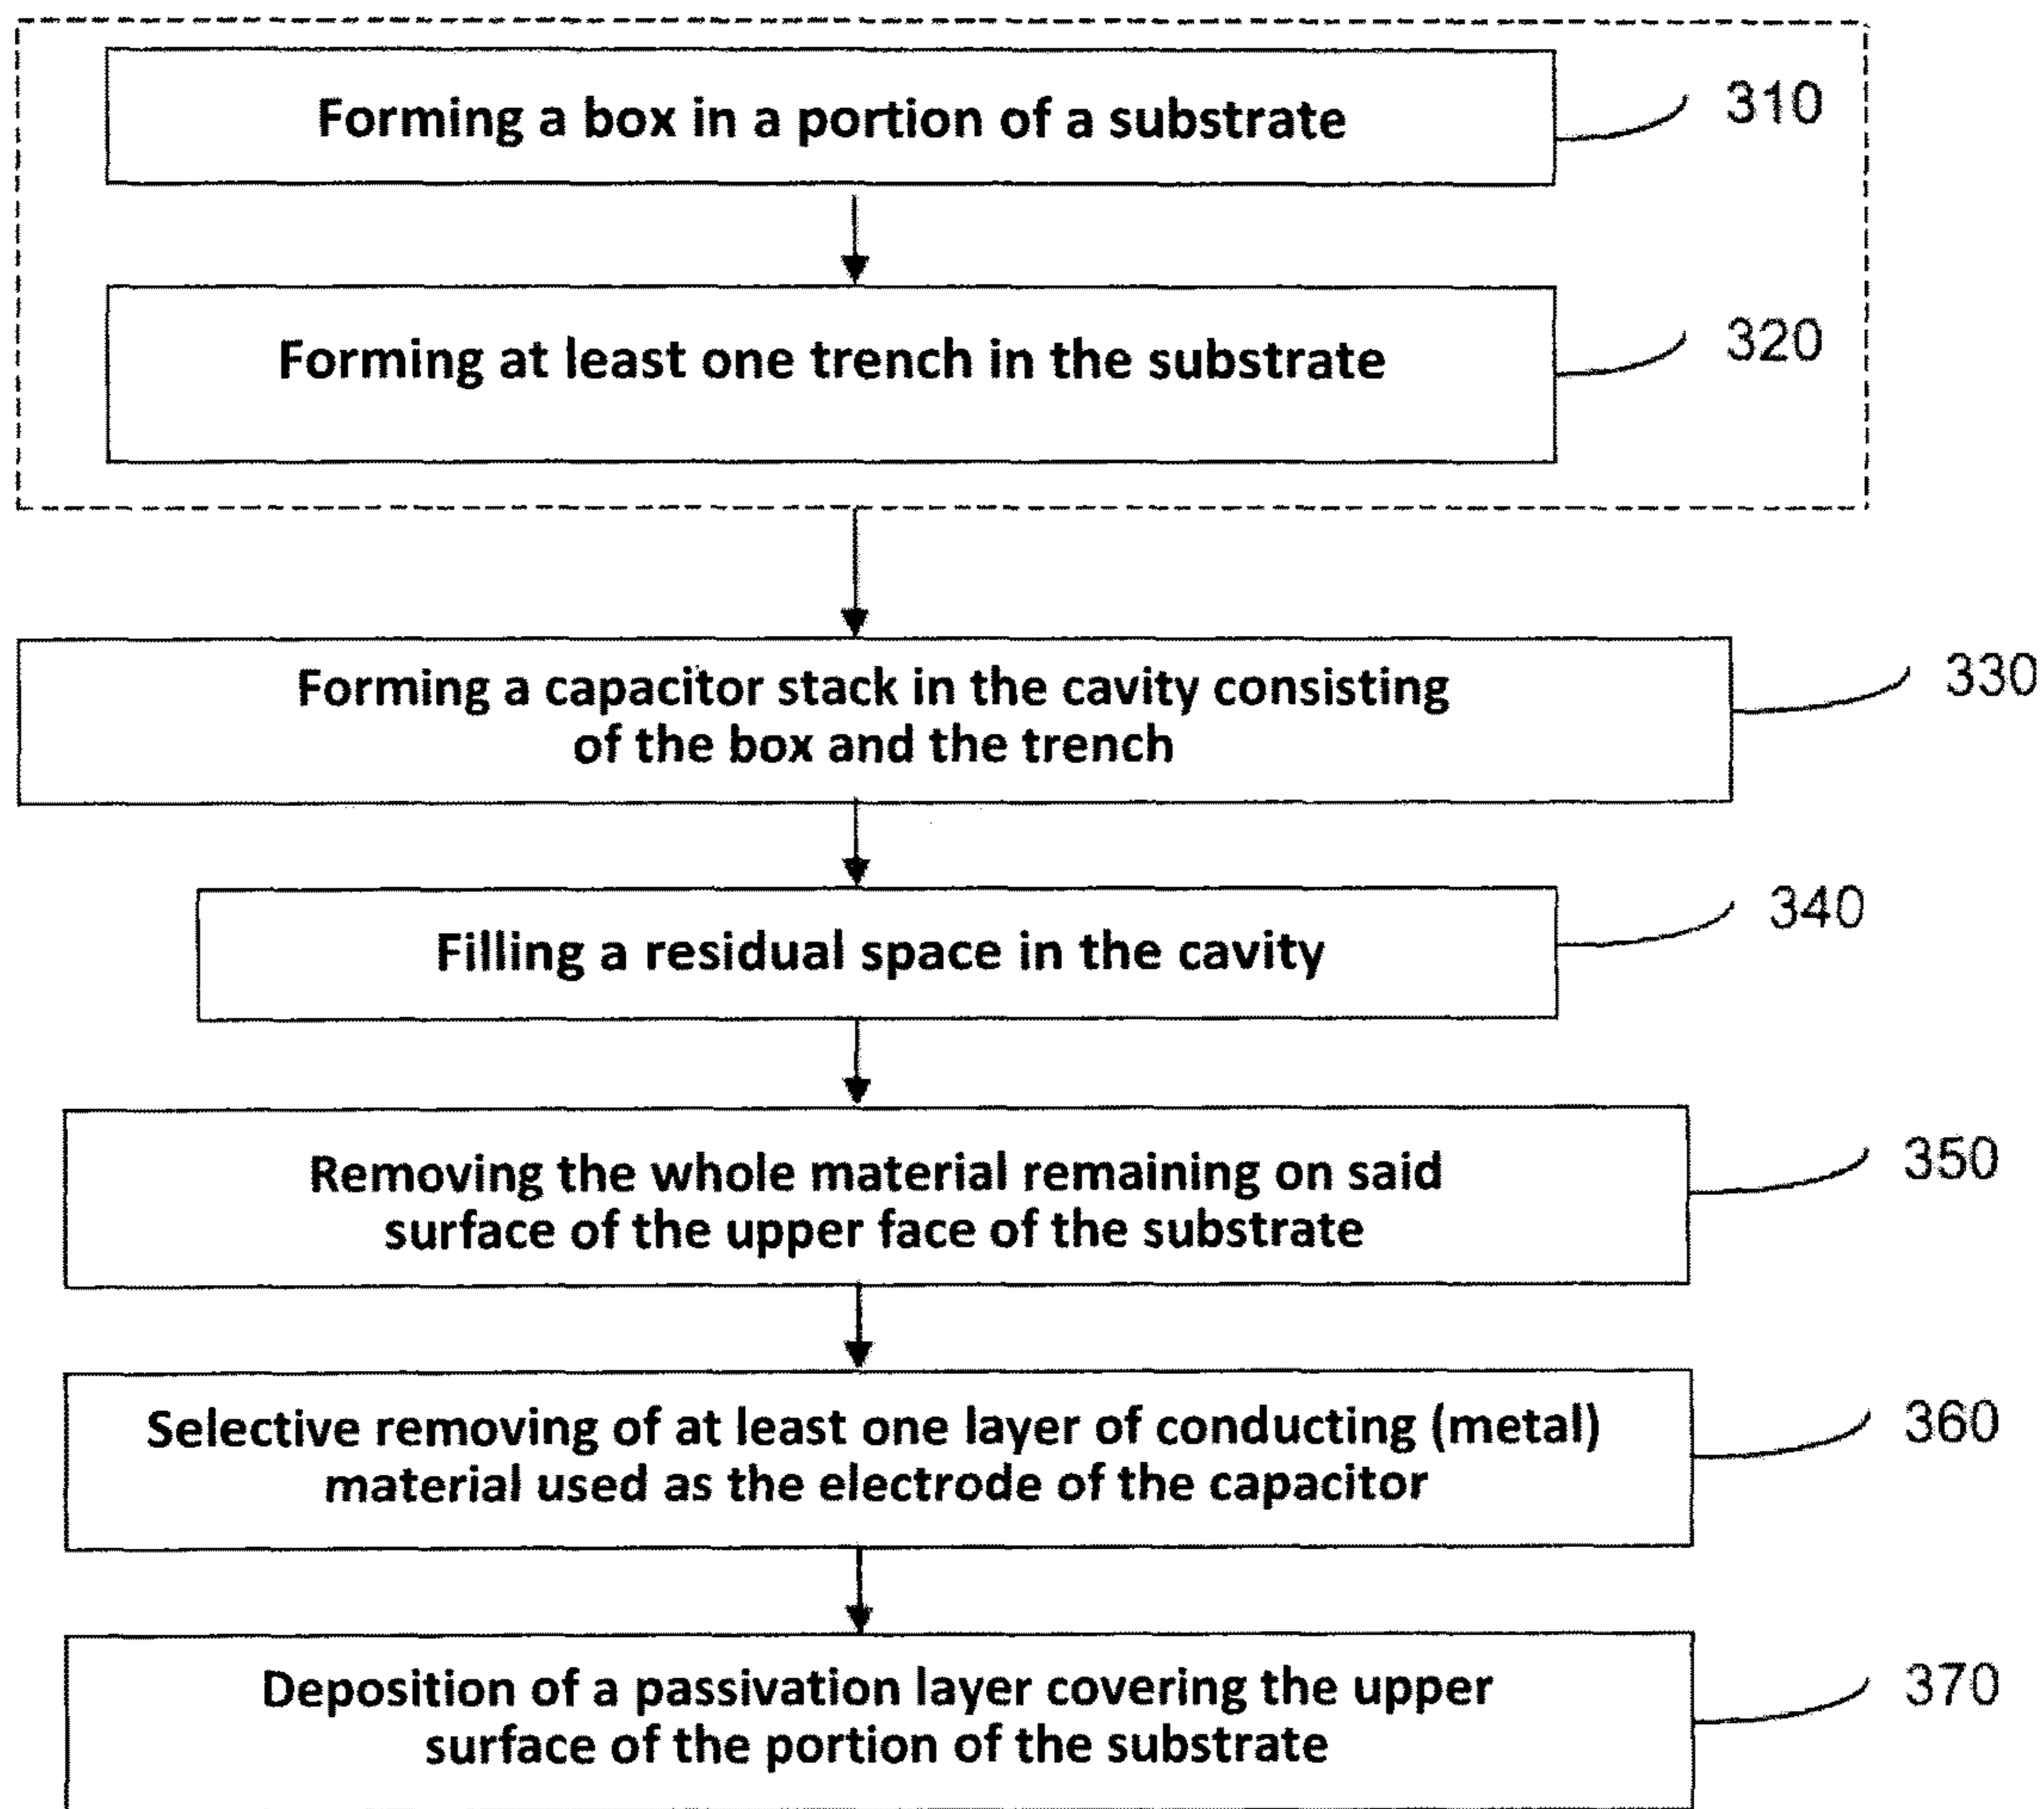 Forming a box in a portion of a substrate
310
Forming at least one trench in the substrate
320
Forming a capacitor stack in the cavity consisting
of the box and the trench
330
Filling a residual space in the cavity
340
Removing the whole material remaining on said
surface of the upper face of the substrate
350
Selective removing of at least one layer of conducting (metal)
material used as the electrode of the capacitor
360
Deposition of a passivation layer covering the upper
surface of the portion of the substrate
370